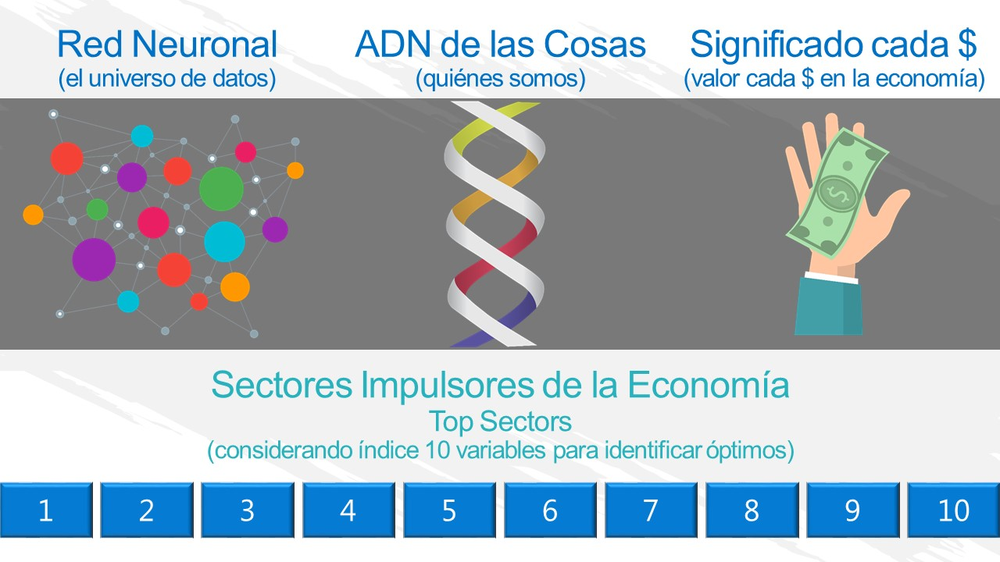 Red Neuronal
(el universo de datos)
ADN de las Cosas
(quiénes somos)
Significado cada $
(valor cada $ en la economía)
$
Sectores Impulsores de la Economía
Top Sectors
(considerando índice 10 variables para identificar óptimos)
1
2
3
4
5
6
7
8
9
10